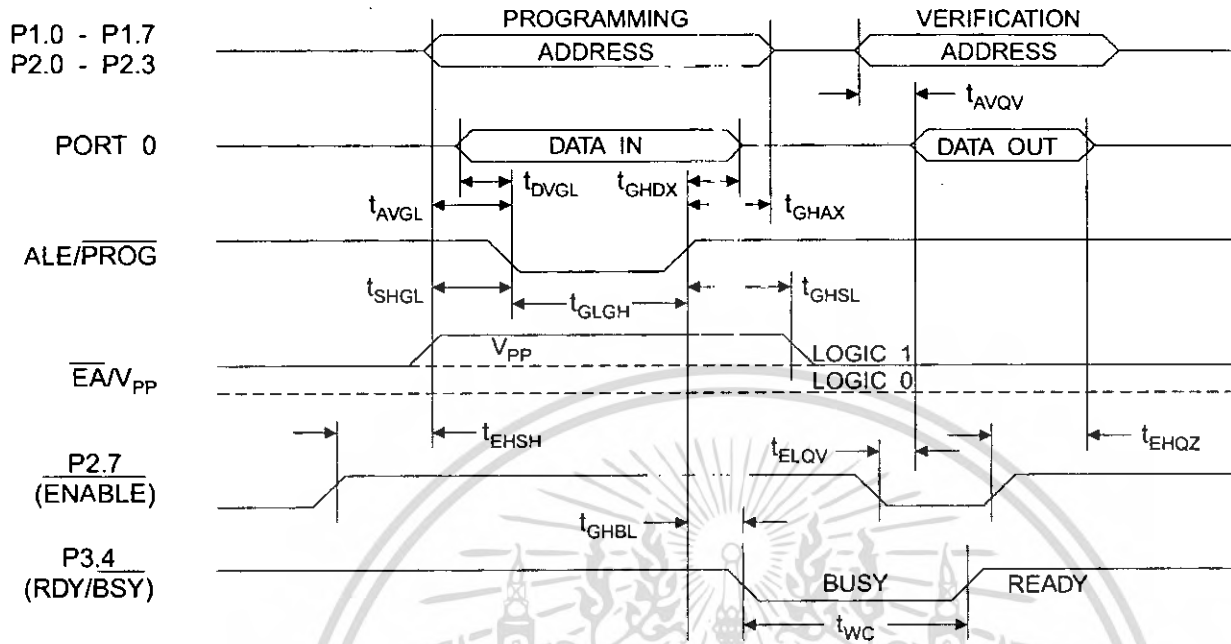 PROGRAMMING
VERIFICATION
P1.0 - P1.7
P2.0 - P2.3
ADDRESS
ADDRESS
tAVQV
PORT 0
DATA IN
DATA OUT
tDVGL
tGHDX
tAVGL
tGHAX
ALE/PROG
tSHGL
tGLGH
tGHSL
VPP
LOGIC 1
EA/VPP
LOGIC 0
tEHSH
tELQV
tEHQZ
P2.7
(ENABLE)
tGHBL
P3.4
(RDY/BSY)
BUSY
READY
tWC